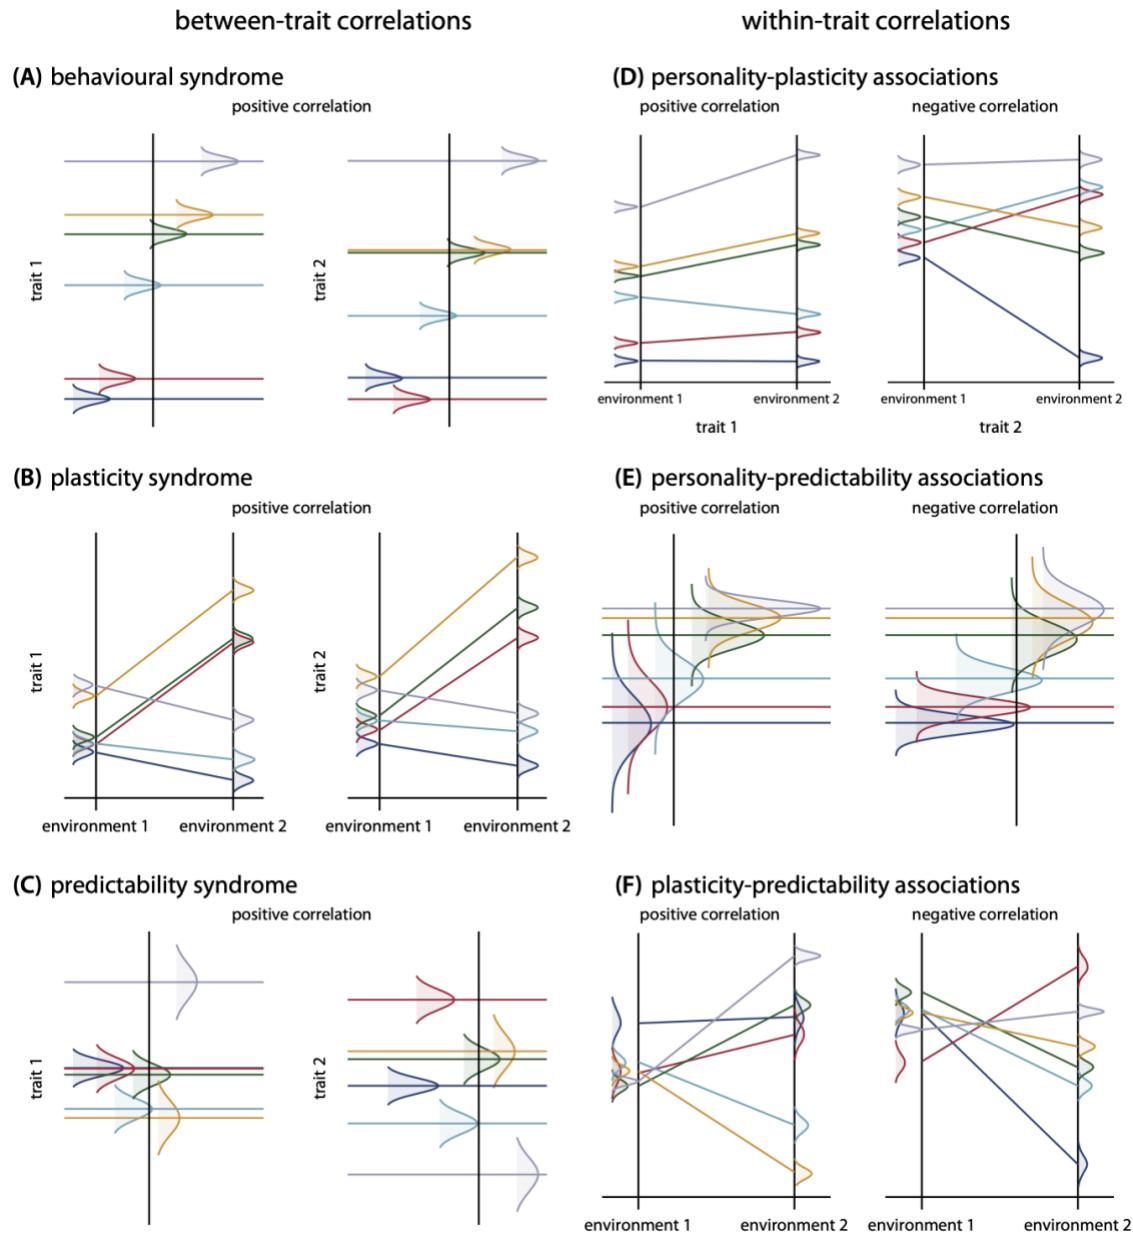 between-trait correlations
(A) behavioural syndrome
positive correlation
trait 1
trait 2
(B) plasticity syndrome
positive correlation
trait 1
trait 2
environment 1
environment 2
environment 1
environment 2
(C) predictability syndrome
positive correlation
trait 1
trait 2
within-trait correlations
(D) personality-plasticity associations
positive correlation
negative correlation
environment 1
environment 2
environment 1
environment 2
trait 1
trait 2
(E) personality-predictability associations
positive correlation
negative correlation
(F) plasticity-predictability associations
positive correlation
negative correlation
environment 1
environment 2
environment 1
environment 2